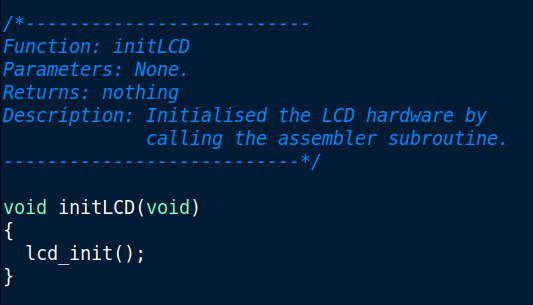 /*--------------------------
Function: initLCD
Parameters: None.
Returns: nothing
Description: Initialised the LCD hardware by
             calling the assembler subroutine.
---------------------------*/

void initLCD(void)
{
  lcd_init();
}